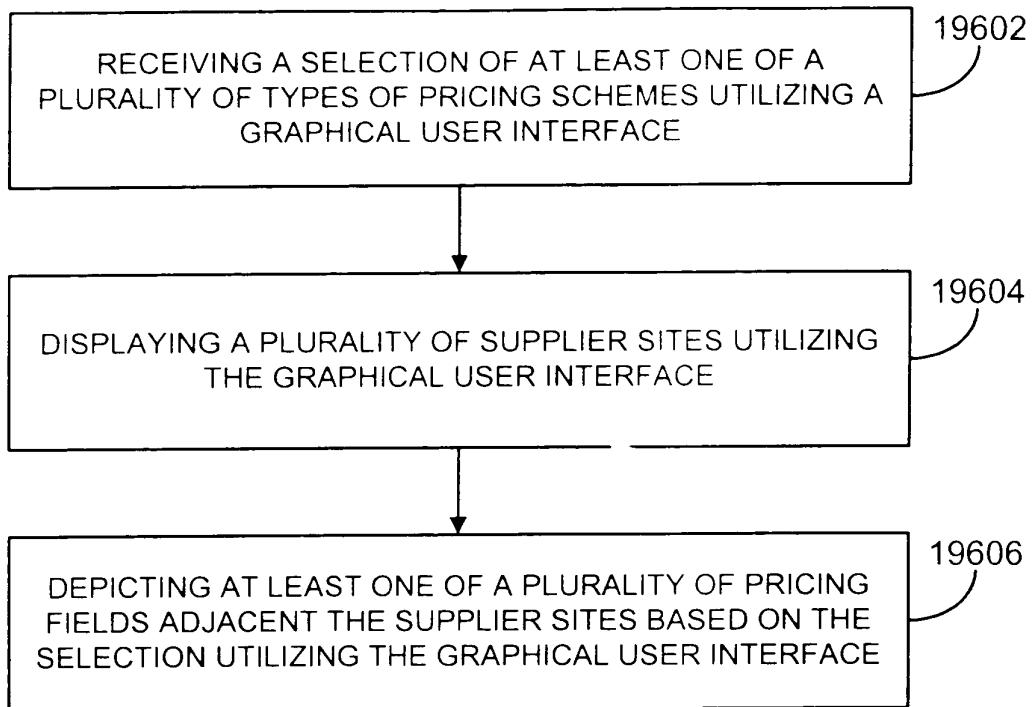 19602
RECEIVING A SELECTION OF AT LEAST ONE OF A
PLURALITY OF TYPES OF PRICING SCHEMES UTILIZING A
GRAPHICAL USER INTERFACE
19604
DISPLAYING A PLURALITY OF SUPPLIER SITES UTILIZING
THE GRAPHICAL USER INTERFACE
19606
DEPICTING AT LEAST ONE OF A PLURALITY OF PRICING
FIELDS ADJACENT THE SUPPLIER SITES BASED ON THE
SELECTION UTILIZING THE GRAPHICAL USER INTERFACE